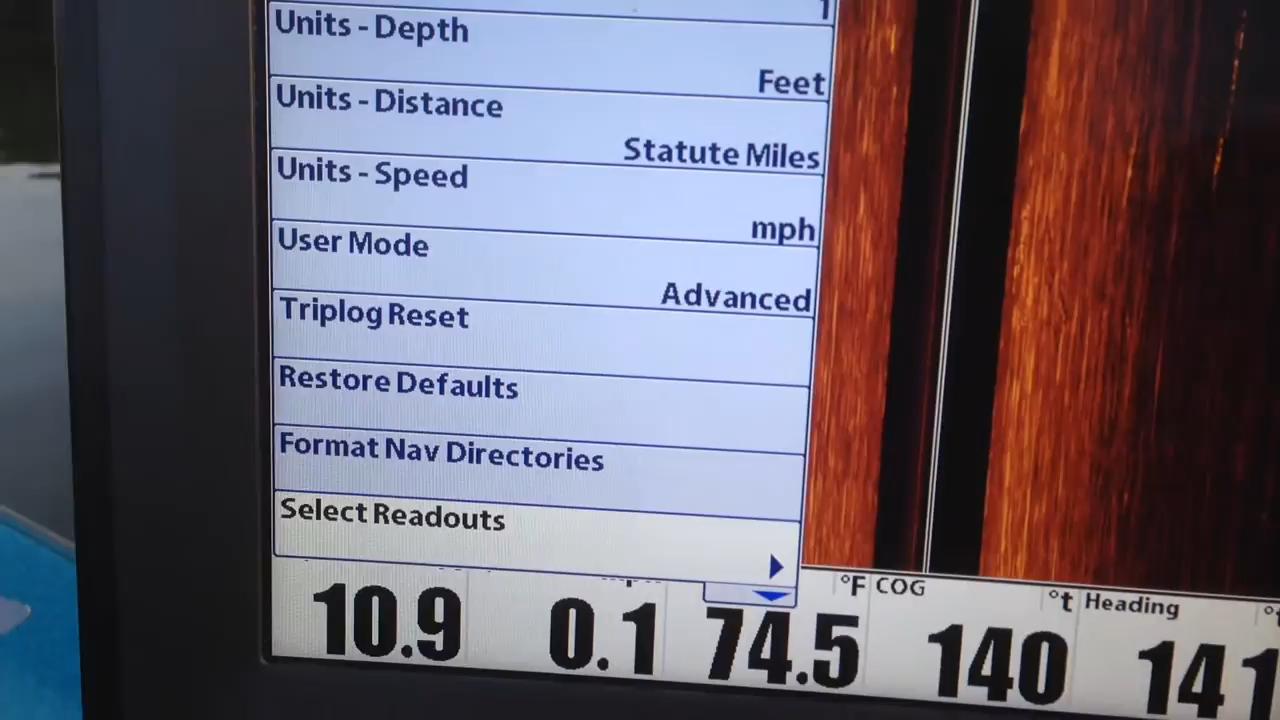 1
Units - Depth
Feet
Units - Distance
Statute Miles
Units - Speed
mph
User Mode
Advanced
Triplog Reset
Restore Defaults
Format Nav Directories
Select Readouts
°F COG °t Heading
10.9 0.1 74.5 140 141